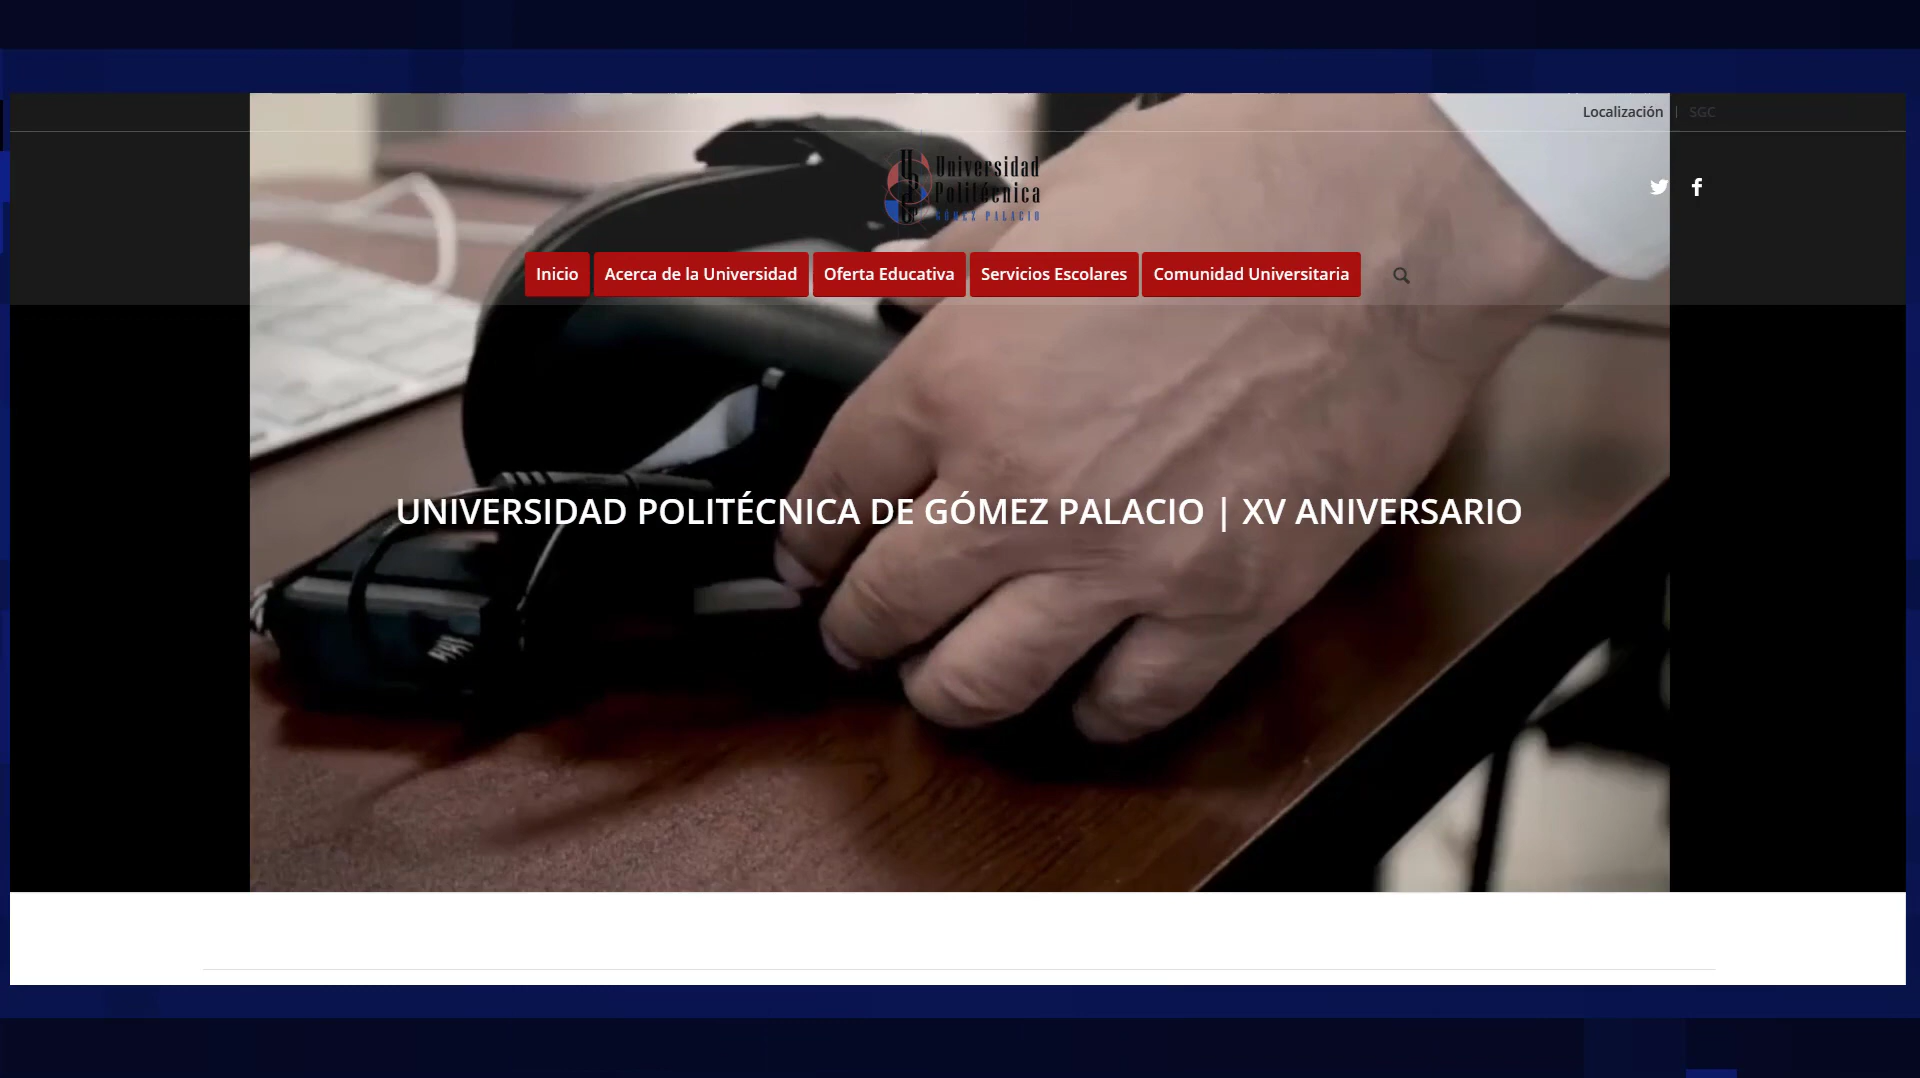 Localización | SGC
Universidad
Politécnica
GÓMEZ PALACIO
Inicio
Acerca de la Universidad
Oferta Educativa
Servicios Escolares
Comunidad Universitaria
UNIVERSIDAD POLITÉCNICA DE GÓMEZ PALACIO | XV ANIVERSARIO